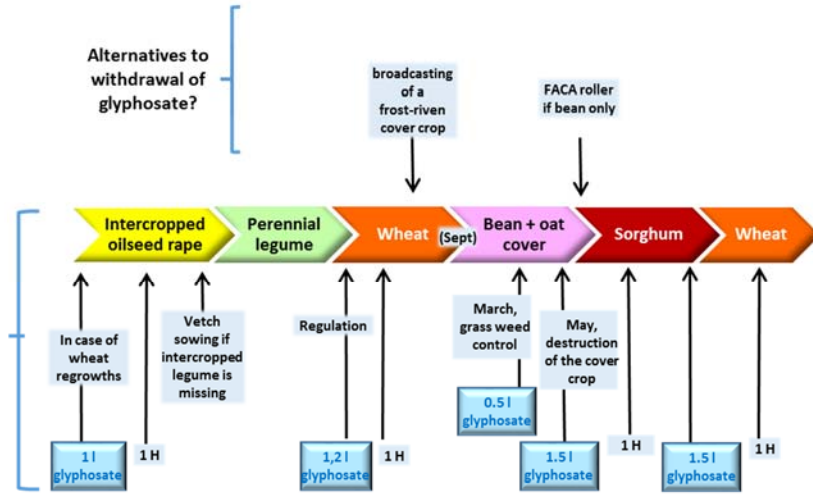 Alternatives to
withdrawal of
glyphosate?
broadcasting
of a
frost-riven
cover crop
FACA roller
if bean only
Intercropped
oilseed rape
Perennial
legume
Wheat
(Sept)
Bean + oat
cover
Sorghum
Wheat
In case of
wheat
regrowths
Vetch
sowing if
intercropped
legume is
missing
Regulation
March,
grass weed
control
May,
destruction
of the cover
crop
1 l
glyphosate
1 H
1,2 l
glyphosate
1 H
0.5 l
glyphosate
1.5 l
glyphosate
1 H
1.5 l
glyphosate
1 H